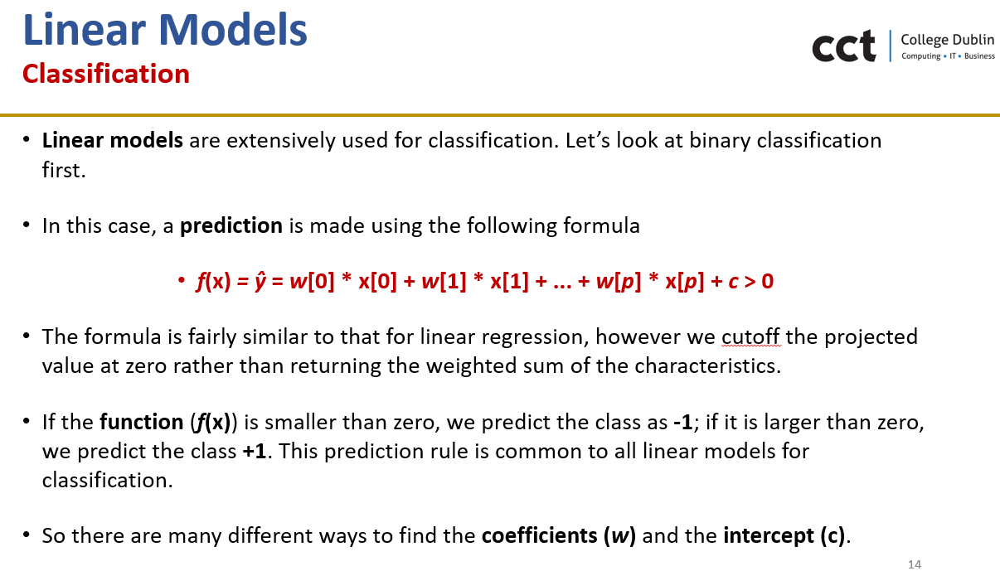 Linear Models
Classification
cct
College Dublin
Computing • IT • Business
• Linear models are extensively used for classification. Let’s look at binary classification
first.
• In this case, a prediction is made using the following formula
• f(x) = ŷ = w[0] * x[0] + w[1] * x[1] + ... + w[p] * x[p] + c > 0
• The formula is fairly similar to that for linear regression, however we cutoff the projected
value at zero rather than returning the weighted sum of the characteristics.
• If the function (f(x)) is smaller than zero, we predict the class as -1; if it is larger than zero,
we predict the class +1. This prediction rule is common to all linear models for
classification.
• So there are many different ways to find the coefficients (w) and the intercept (c).
14